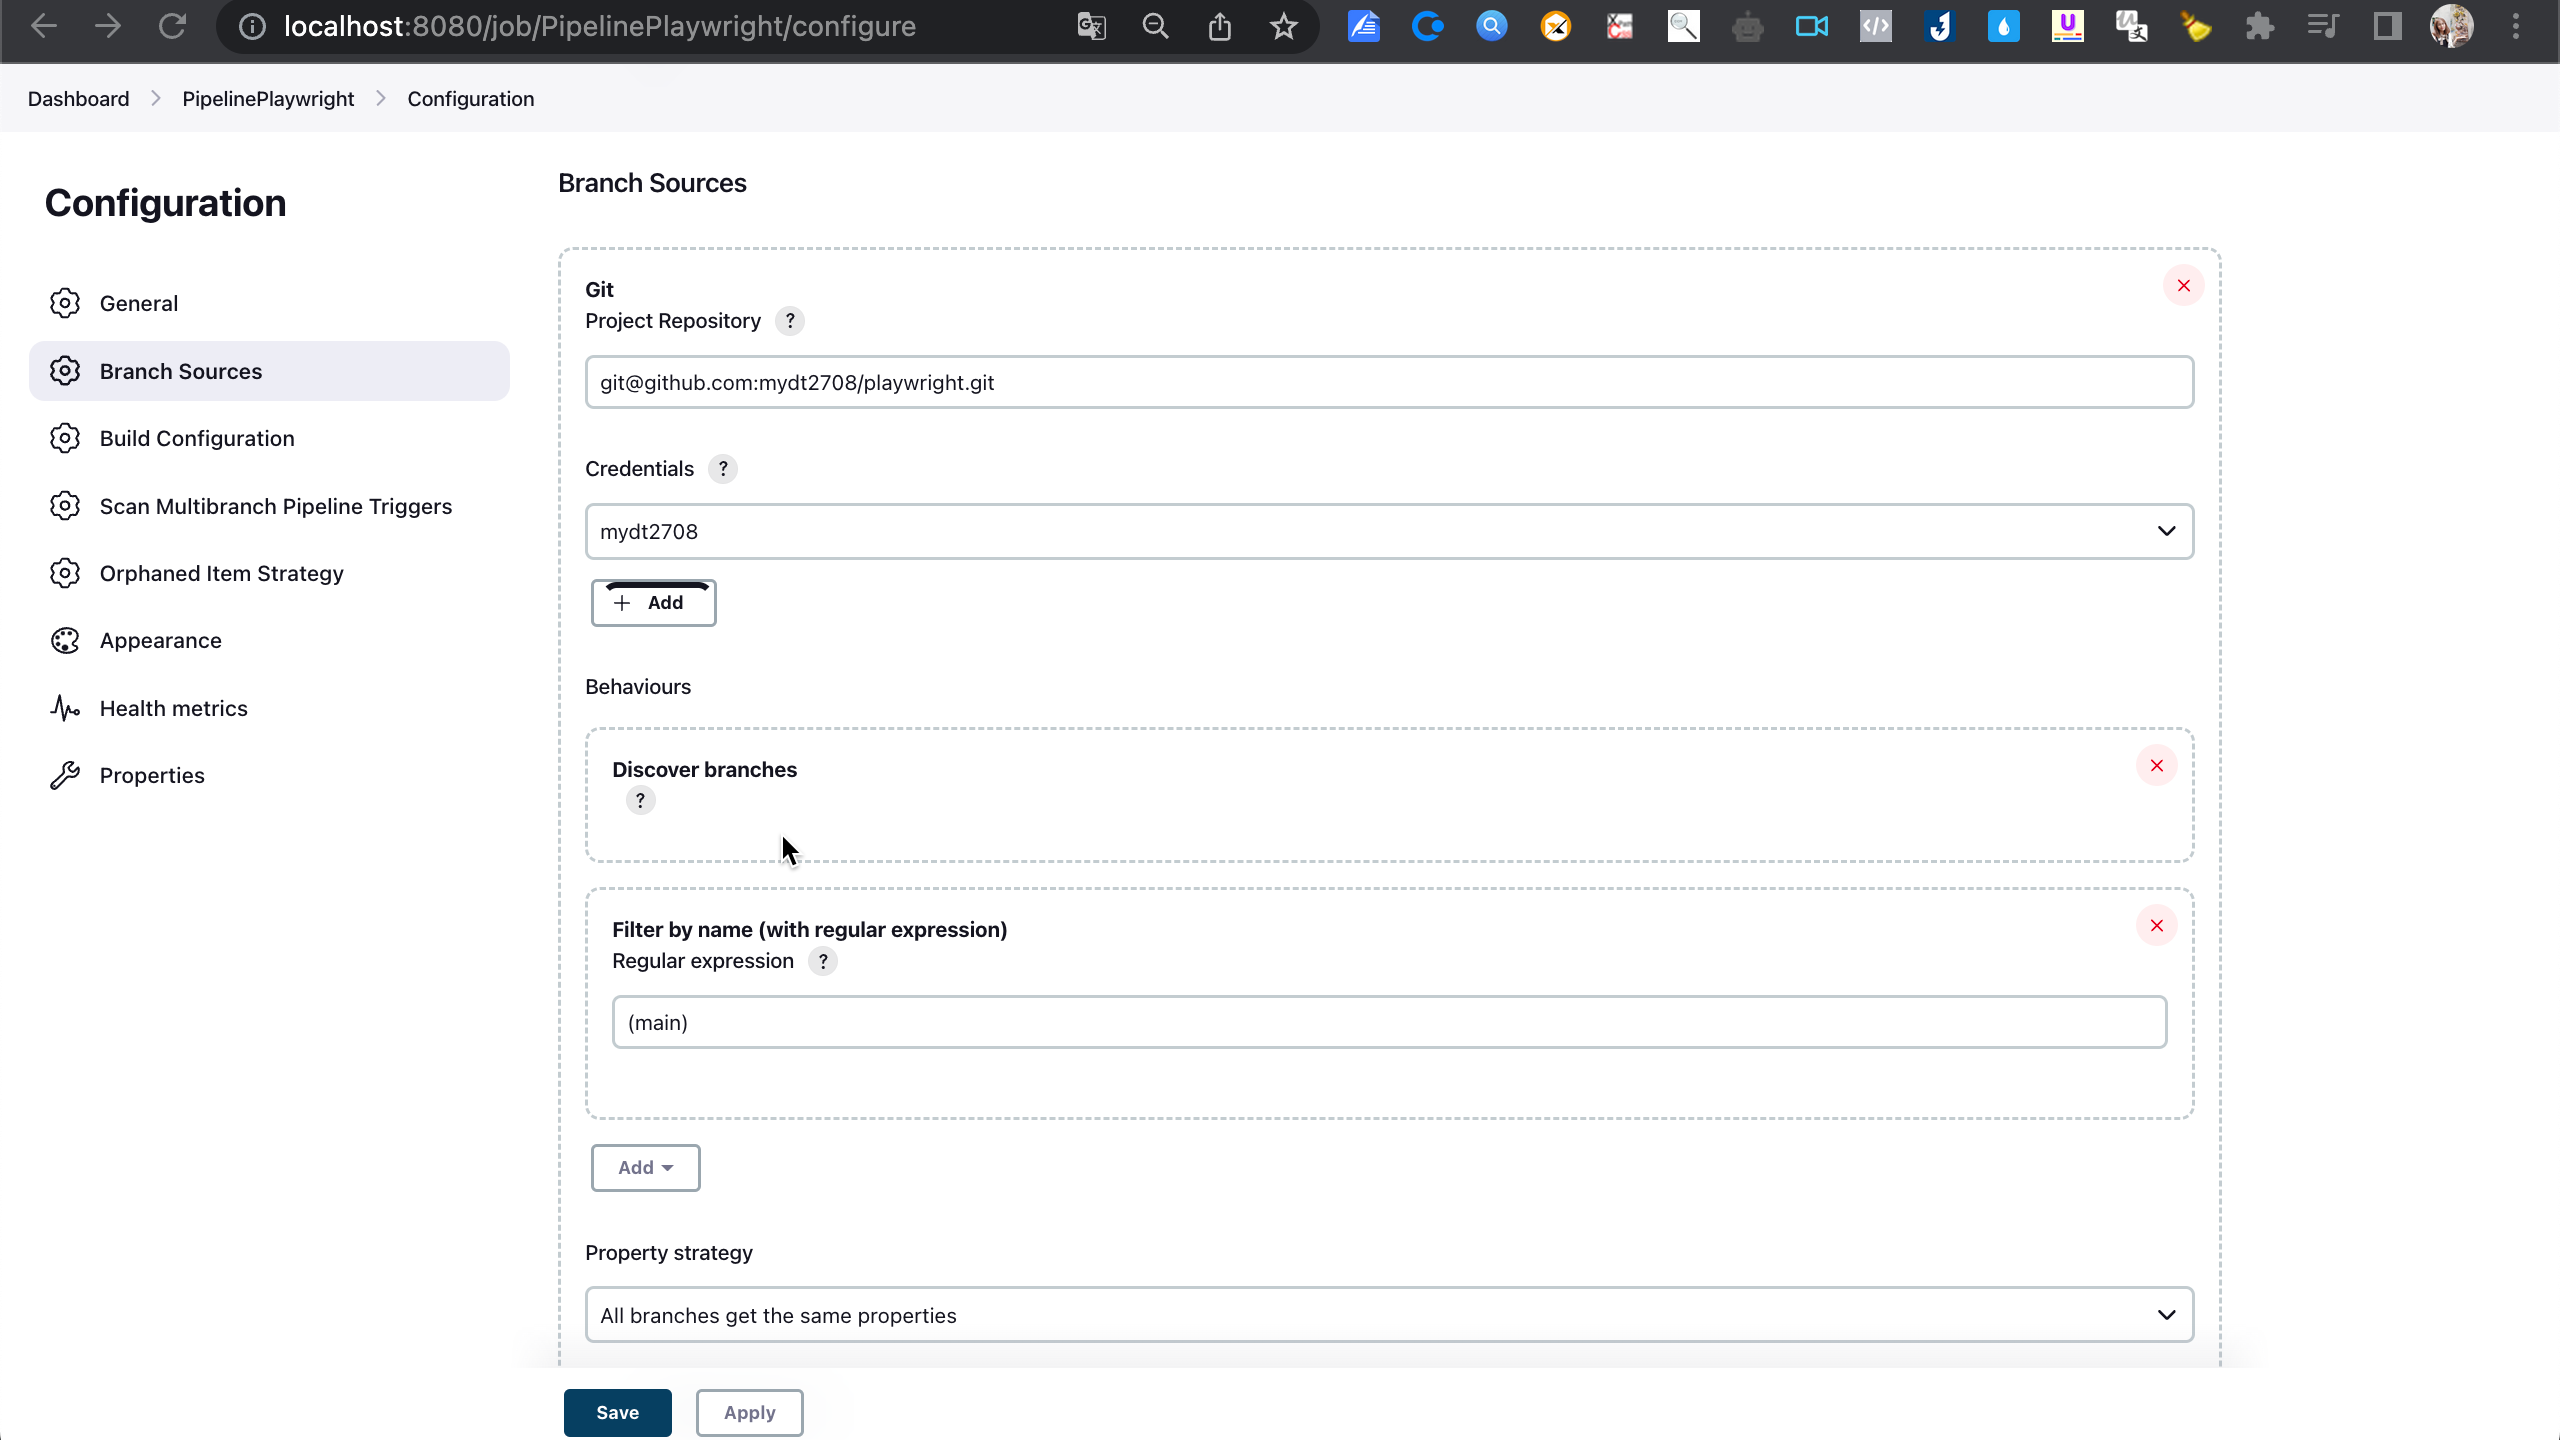 localhost:8080/job/PipelinePlaywright/configure
Dashboard > PipelinePlaywright > Configuration
Configuration
General
Branch Sources
Build Configuration
Scan Multibranch Pipeline Triggers
Orphaned Item Strategy
Appearance
Health metrics
Properties
Branch Sources
Git
Project Repository ?
git@github.com:mydt2708/playwright.git
Credentials ?
mydt2708
+ Add
Behaviours
Discover branches
?
Filter by name (with regular expression)
Regular expression ?
(main)
Add
Property strategy
All branches get the same properties
Save Apply